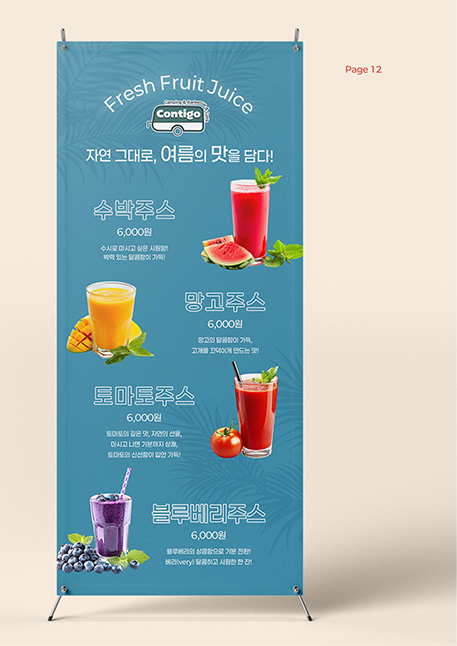 Page 12
Fresh Fruit Juice
Camping & Barbecue
Contigo
자연 그대로, 여름의 맛을 담다!
수박주스
6,000원
수시로 마시고 싶은 시원함!
박력 있는 달콤함이 가득!
망고주스
6,000원
망고의 달콤함이 가득,
고개를 끄덕이게 만드는 맛!
토마토주스
6,000원
토마토의 깊은 맛, 자연의 선물,
마시고 나면 기분까지 상쾌,
토마토의 신선함이 입안 가득!
블루베리주스
6,000원
블루베리의 상큼함으로 기분 전환!
베리(very) 달콤하고 시원한 한 잔!